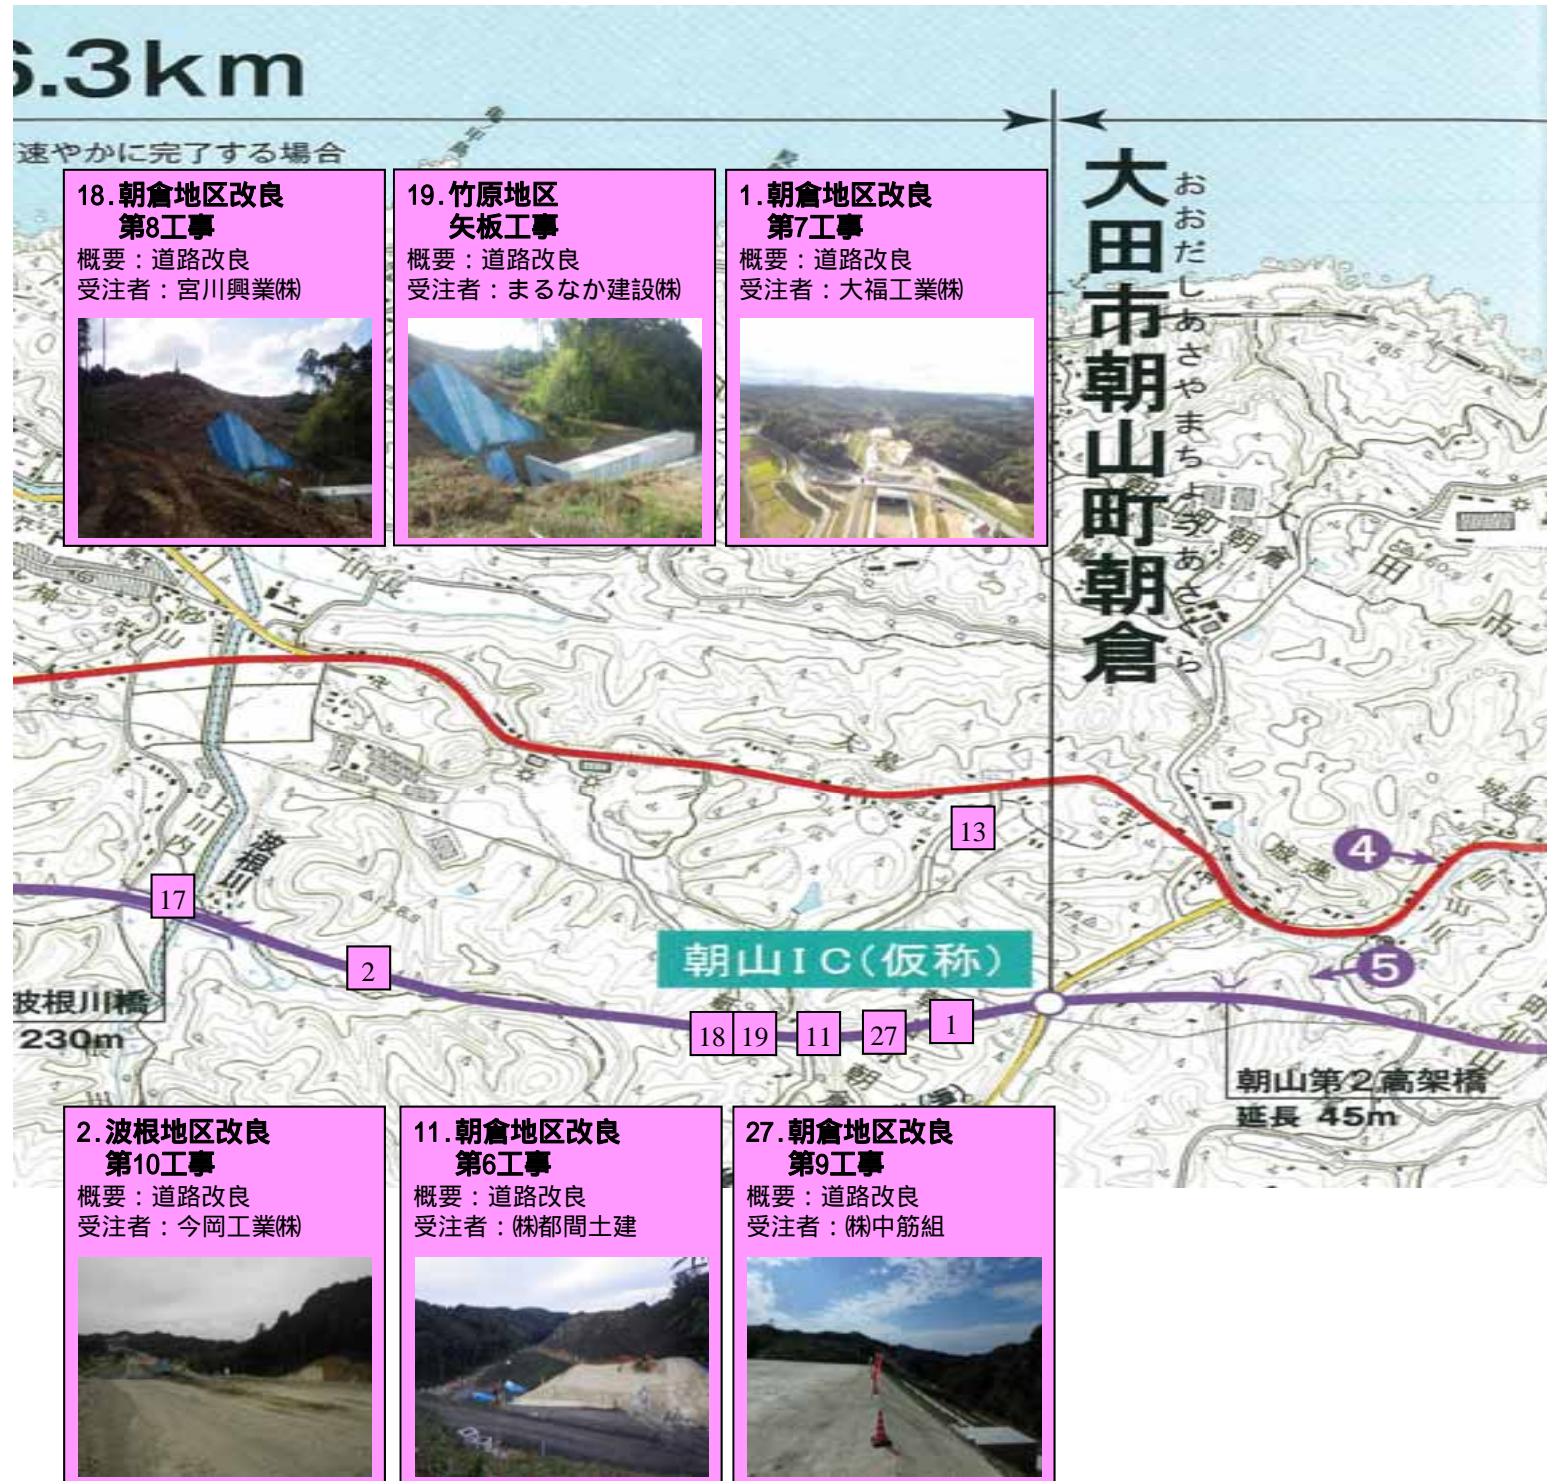 6.3km
速やかに完了する場合
18.朝倉地区改良
第8工事
概要：道路改良
受注者：宮川興業㈱
19.竹原地区
矢板工事
概要：道路改良
受注者：まるなか建設㈱
1.朝倉地区改良
第7工事
概要：道路改良
受注者：大福工業㈱
大田市朝山町朝倉
おおだしあさやまちょうあさくら
13
4
17
波根川
2
朝山IC(仮称)
5
波根川橋
230m
18
19
11
27
1
朝山第2高架橋
延長 45m
2.波根地区改良
第10工事
概要：道路改良
受注者：今岡工業㈱
11.朝倉地区改良
第6工事
概要：道路改良
受注者：㈱都間土建
27.朝倉地区改良
第9工事
概要：道路改良
受注者：㈱中筋組